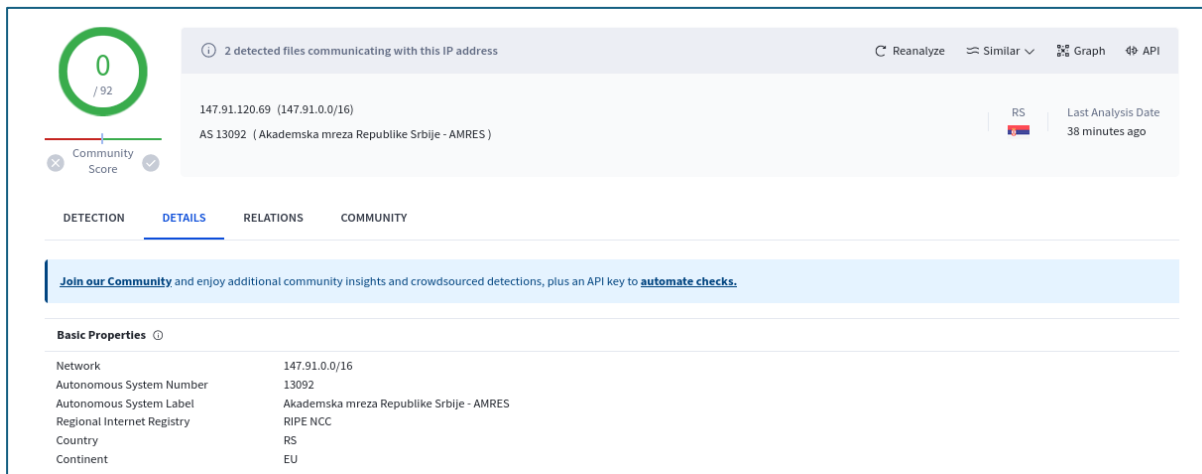 0
/ 92
Community
Score
2 detected files communicating with this IP address
Reanalyze
Similar
Graph
API
147.91.120.69 (147.91.0.0/16)
AS 13092 ( Akademska mreza Republike Srbije - AMRES )
RS
Last Analysis Date
38 minutes ago
DETECTION
DETAILS
RELATIONS
COMMUNITY
Join our Community and enjoy additional community insights and crowdsourced detections, plus an API key to automate checks.
Basic Properties
Network 147.91.0.0/16
Autonomous System Number 13092
Autonomous System Label Akademska mreza Republike Srbije - AMRES
Regional Internet Registry RIPE NCC
Country RS
Continent EU